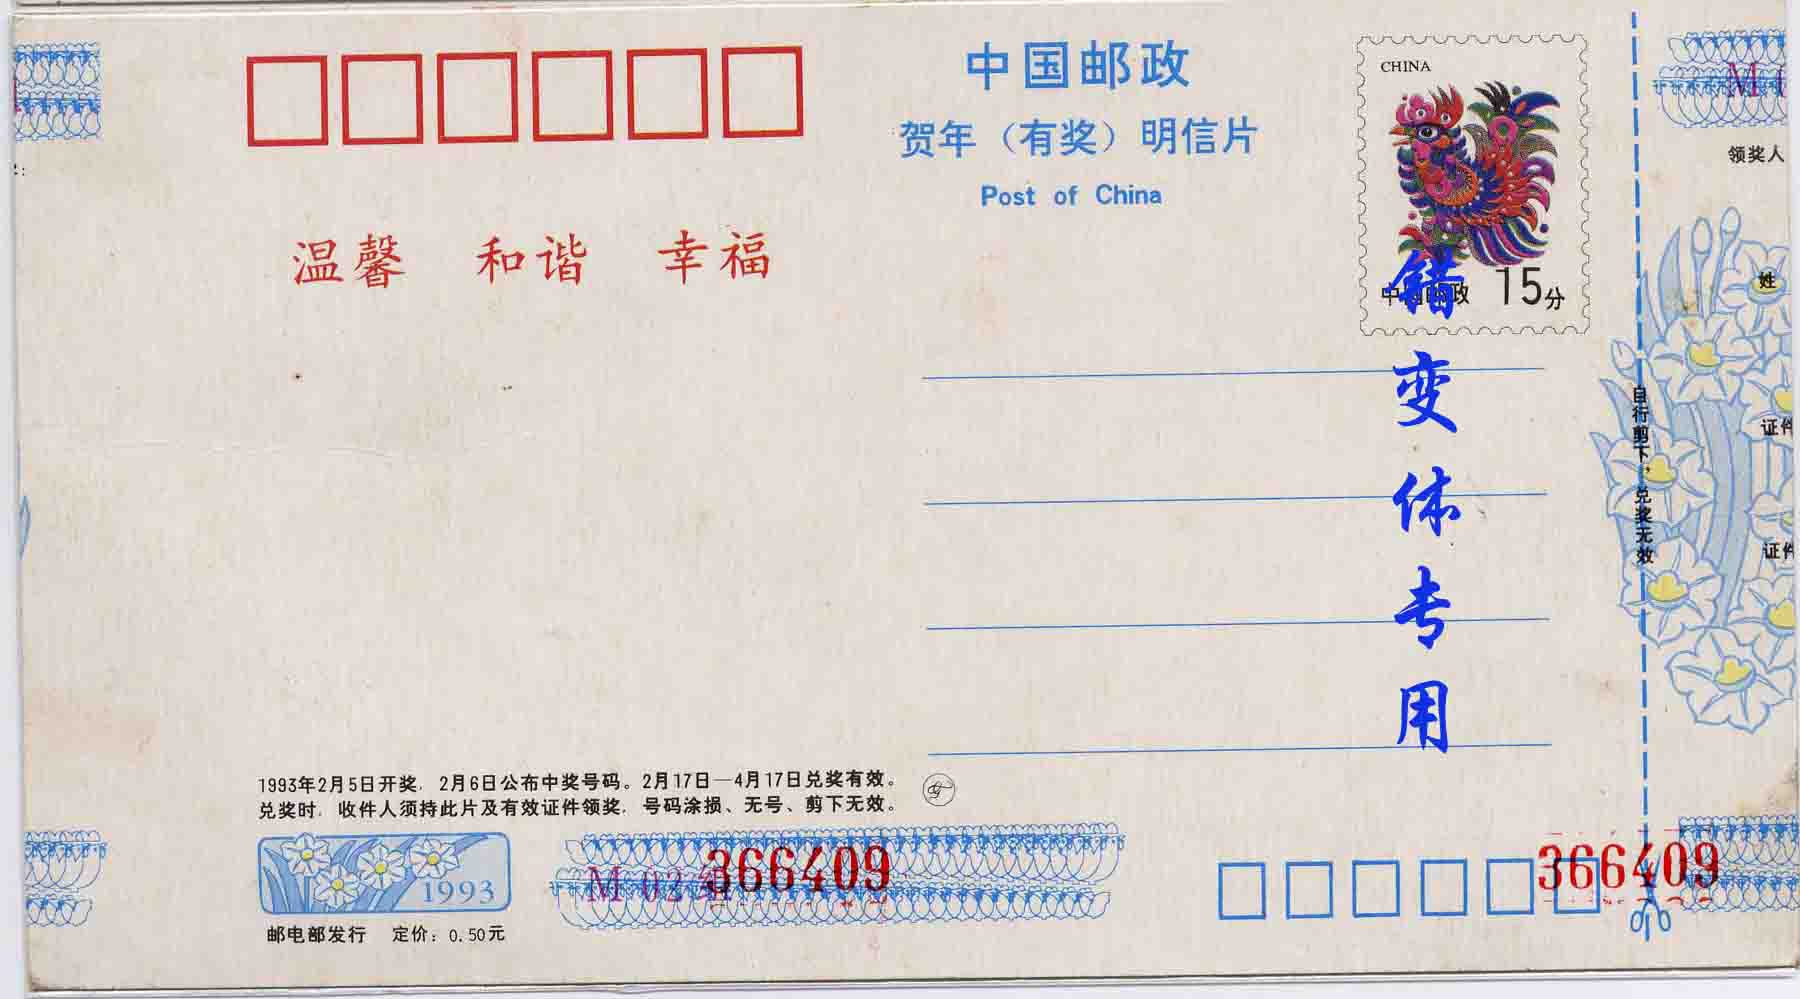 中国邮政
贺年（有奖）明信片
Post of China
CHINA
中国邮政 15分
温馨 和谐 幸福
错变体专用
领奖人
姓
证件
证件
自行剪下，兑奖无效
1993年2月5日开奖．2月6日公布中奖号码。2月17日—4月17日兑奖有效。
兑奖时．收件人须持此片及有效证件领奖．号码涂损、无号、剪下无效。
1993
M 02组 366409
366409
邮电部发行 定价：0.50元